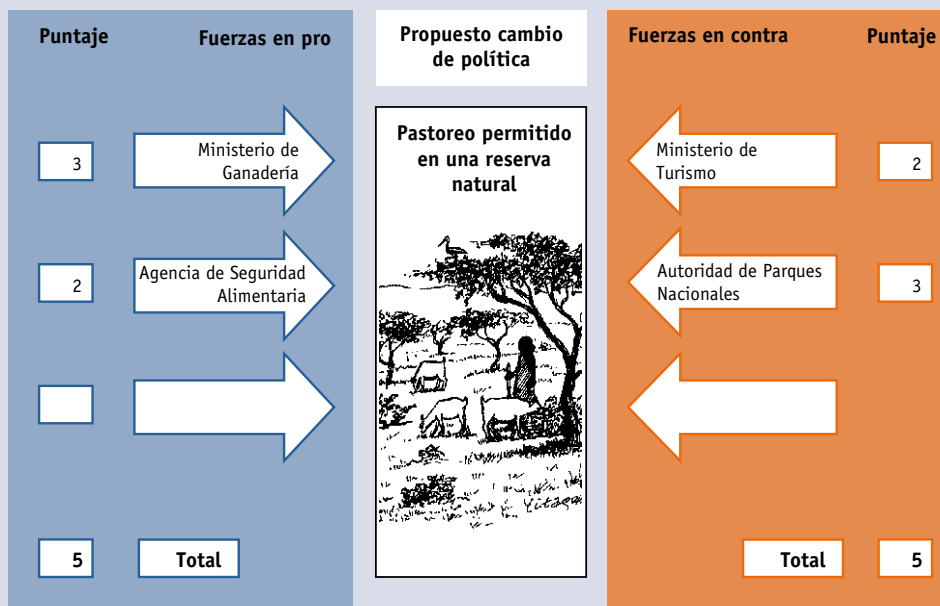 Puntaje
Fuerzas en pro
3
Ministerio de
Ganadería
2
Agencia de Seguridad
Alimentaria
5
Total
Propuesto cambio
de política
Pastoreo permitido
en una reserva
natural
Fuerzas en contra
Puntaje
Ministerio de
Turismo
2
Autoridad de Parques
Nacionales
3
Total
5